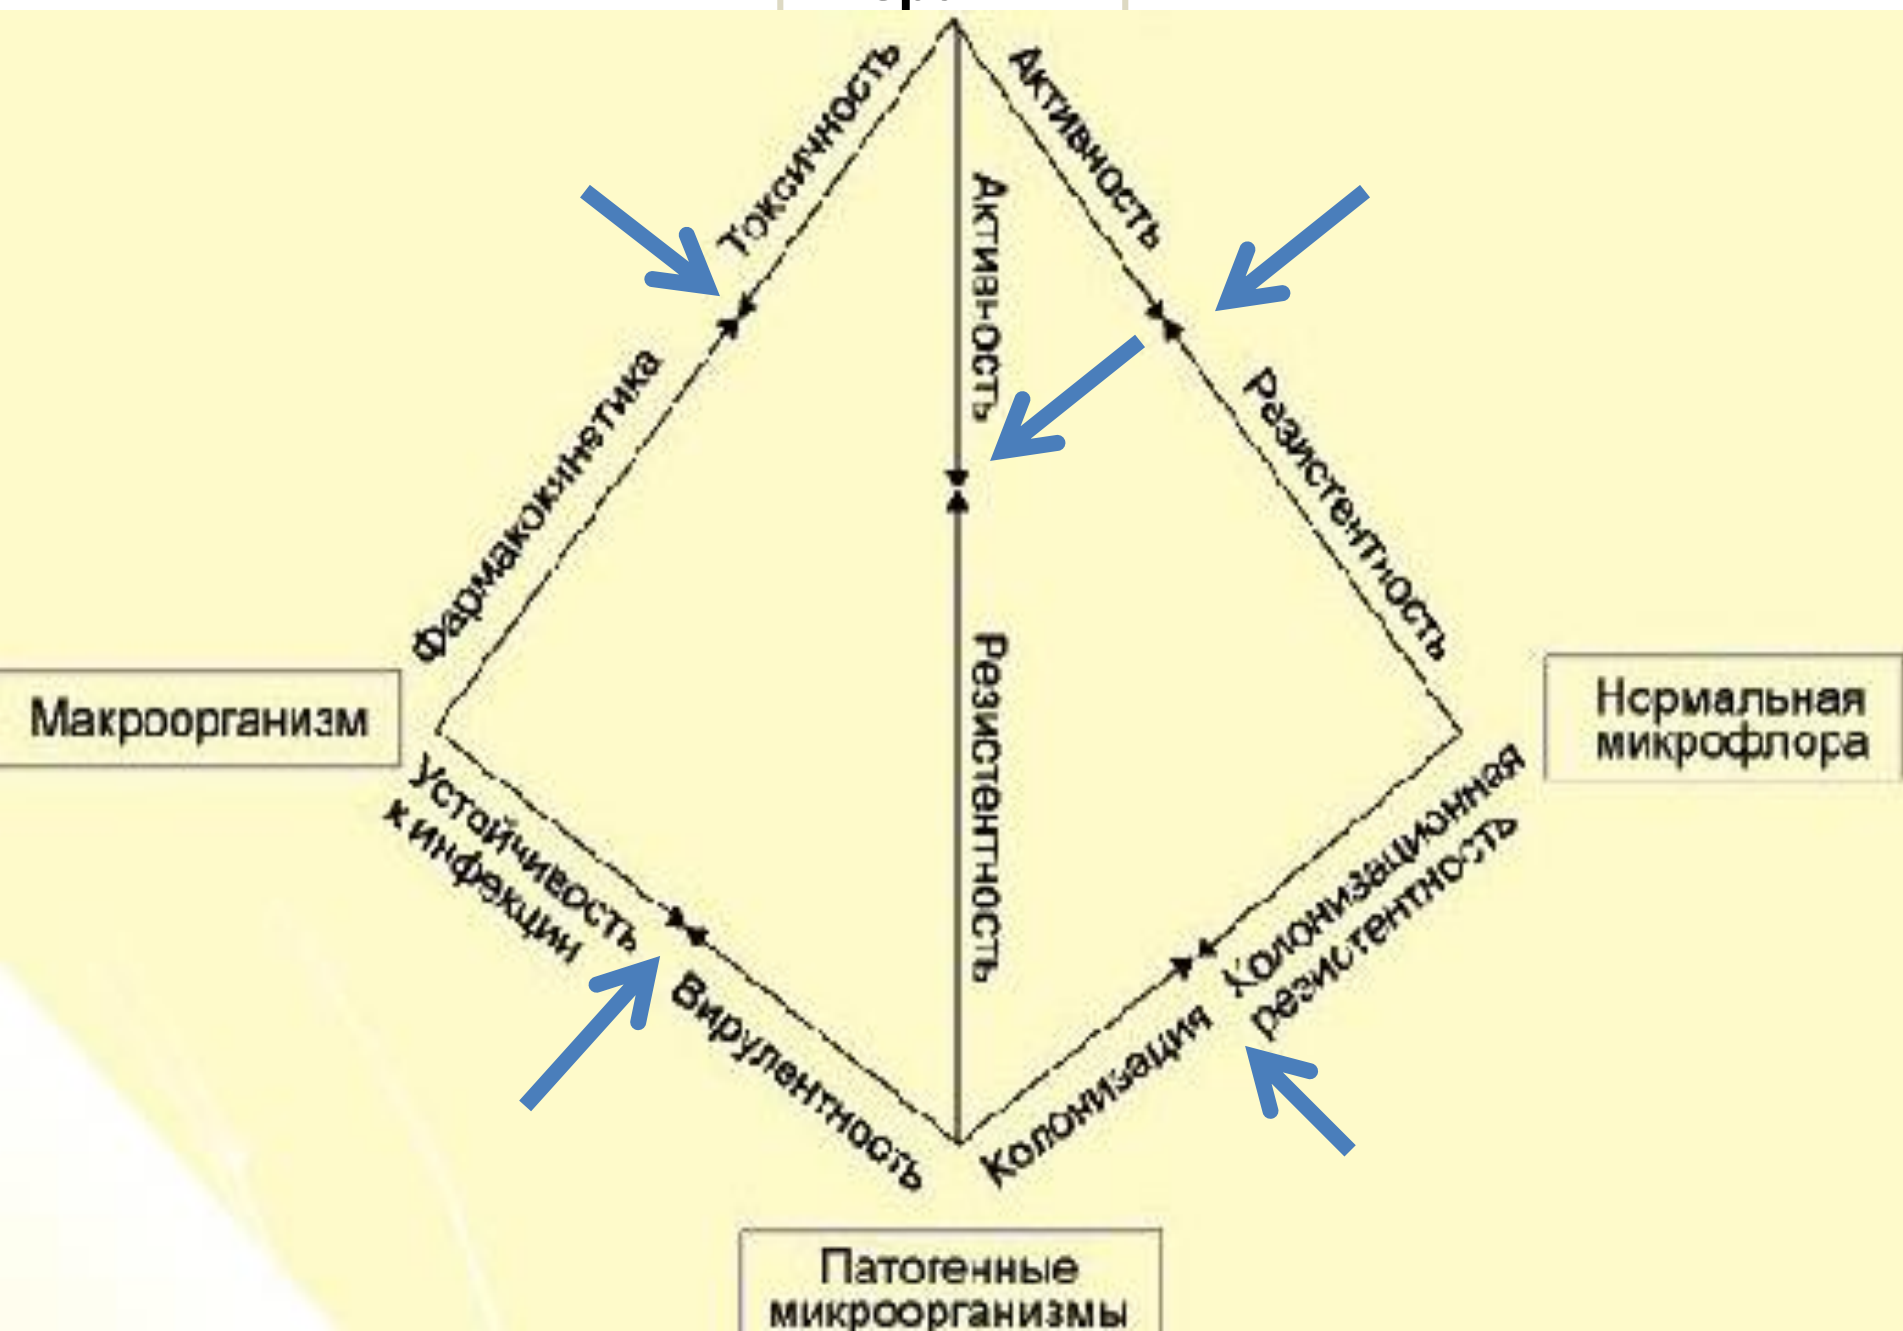 Токсичность
Активность
Активность
Фармакокинетика
Резистентность
Резистентность
Макроорганизм
Нормальная
микрофлора
Устойчивость
к инфекции
Вирулентность
Колонизация
Колонизационная
резистентность
Патогенные
микроорганизмы